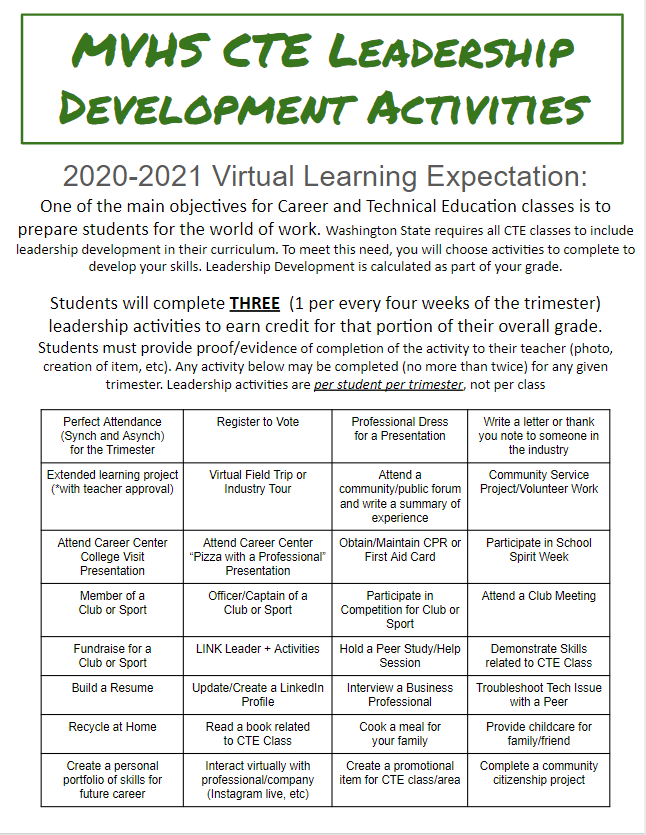 MVHS CTE Leadership
Development Activities
2020-2021 Virtual Learning Expectation:
One of the main objectives for Career and Technical Education classes is to
prepare students for the world of work. Washington State requires all CTE classes to include
leadership development in their curriculum. To meet this need, you will choose activities to complete to
develop your skills. Leadership Development is calculated as part of your grade.
Students will complete THREE (1 per every four weeks of the trimester)
leadership activities to earn credit for that portion of their overall grade.
Students must provide proof/evidence of completion of the activity to their teacher (photo,
creation of item, etc). Any activity below may be completed (no more than twice) for any given
trimester. Leadership activities are per student per trimester, not per class
Perfect Attendance
(Synch and Asynch)
for the Trimester
Register to Vote
Professional Dress
for a Presentation
Write a letter or thank
you note to someone in
the industry
Extended learning project
(*with teacher approval)
Virtual Field Trip or
Industry Tour
Attend a
community/public forum
and write a summary of
experience
Community Service
Project/Volunteer Work
Attend Career Center
College Visit
Presentation
Attend Career Center
“Pizza with a Professional”
Presentation
Obtain/Maintain CPR or
First Aid Card
Participate in School
Spirit Week
Member of a
Club or Sport
Officer/Captain of a
Club or Sport
Participate in
Competition for Club or
Sport
Attend a Club Meeting
Fundraise for a
Club or Sport
LINK Leader + Activities
Hold a Peer Study/Help
Session
Demonstrate Skills
related to CTE Class
Build a Resume
Update/Create a LinkedIn
Profile
Interview a Business
Professional
Troubleshoot Tech Issue
with a Peer
Recycle at Home
Read a book related
to CTE Class
Cook a meal for
your family
Provide childcare for
family/friend
Create a personal
portfolio of skills for
future career
Interact virtually with
professional/company
(Instagram live, etc)
Create a promotional
item for CTE class/area
Complete a community
citizenship project